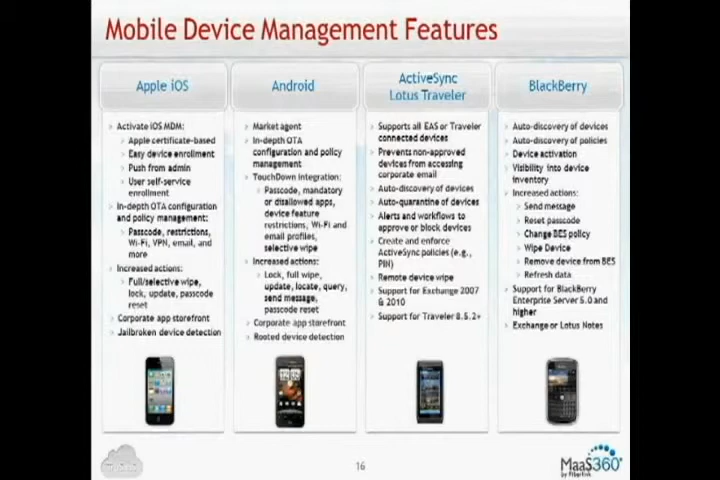 Mobile Device Management Features
Apple iOS
Activate iOS MDM:
Apple certificate-based
Easy device enrollment
Push from admin
User self-service
enrollment
In-depth OTA configuration
and policy management:
Passcode, restrictions,
Wi-Fi, VPN, email, and
more
Increased actions:
Full/selective wipe,
lock, update, passcode
reset
Corporate app storefront
Jailbroken device detection
Android
Market agent
In-depth OTA
configuration and policy
management
TouchDown integration:
Passcode, mandatory
or disallowed apps,
device feature
restrictions, Wi-Fi and
email profiles,
selective wipe
Increased actions:
Lock, full wipe,
update, locate, query,
send message,
passcode reset
Corporate app storefront
Rooted device detection
ActiveSync
Lotus Traveler
Supports all EAS or Traveler
connected devices
Prevents non-approved
devices from accessing
corporate email
Auto-discovery of devices
Auto-quarantine of devices
Alerts and workflows to
approve or block devices
Create and enforce
ActiveSync policies (e.g.,
PIN)
Remote device wipe
Support for Exchange 2007
& 2010
Support for Traveler 8.5.2+
BlackBerry
Auto-discovery of devices
Auto-discovery of policies
Device activation
Visibility into device
inventory
Increased actions:
Send message
Reset passcode
Change BES policy
Wipe Device
Remove device from BES
Refresh data
Support for BlackBerry
Enterprise Server 5.0 and
higher
Exchange or Lotus Notes
16
MaaS360
by Fiberlink